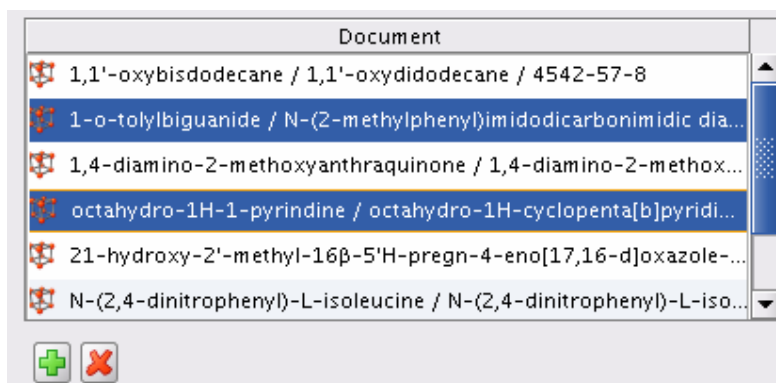 Document
1,1'-oxybisdodecane / 1,1'-oxydidodecane / 4542-57-8
1-o-tolylbiguanide / N-(2-methylphenyl)imidodicarbonimidic dia...
1,4-diamino-2-methoxyanthraquinone / 1,4-diamino-2-methox...
octahydro-1H-1-pyrindine / octahydro-1H-cyclopenta[b]pyridi...
21-hydroxy-2'-methyl-16β-5'H-pregn-4-eno[17,16-d]oxazole-...
N-(2,4-dinitrophenyl)-L-isoleucine / N-(2,4-dinitrophenyl)-L-iso...